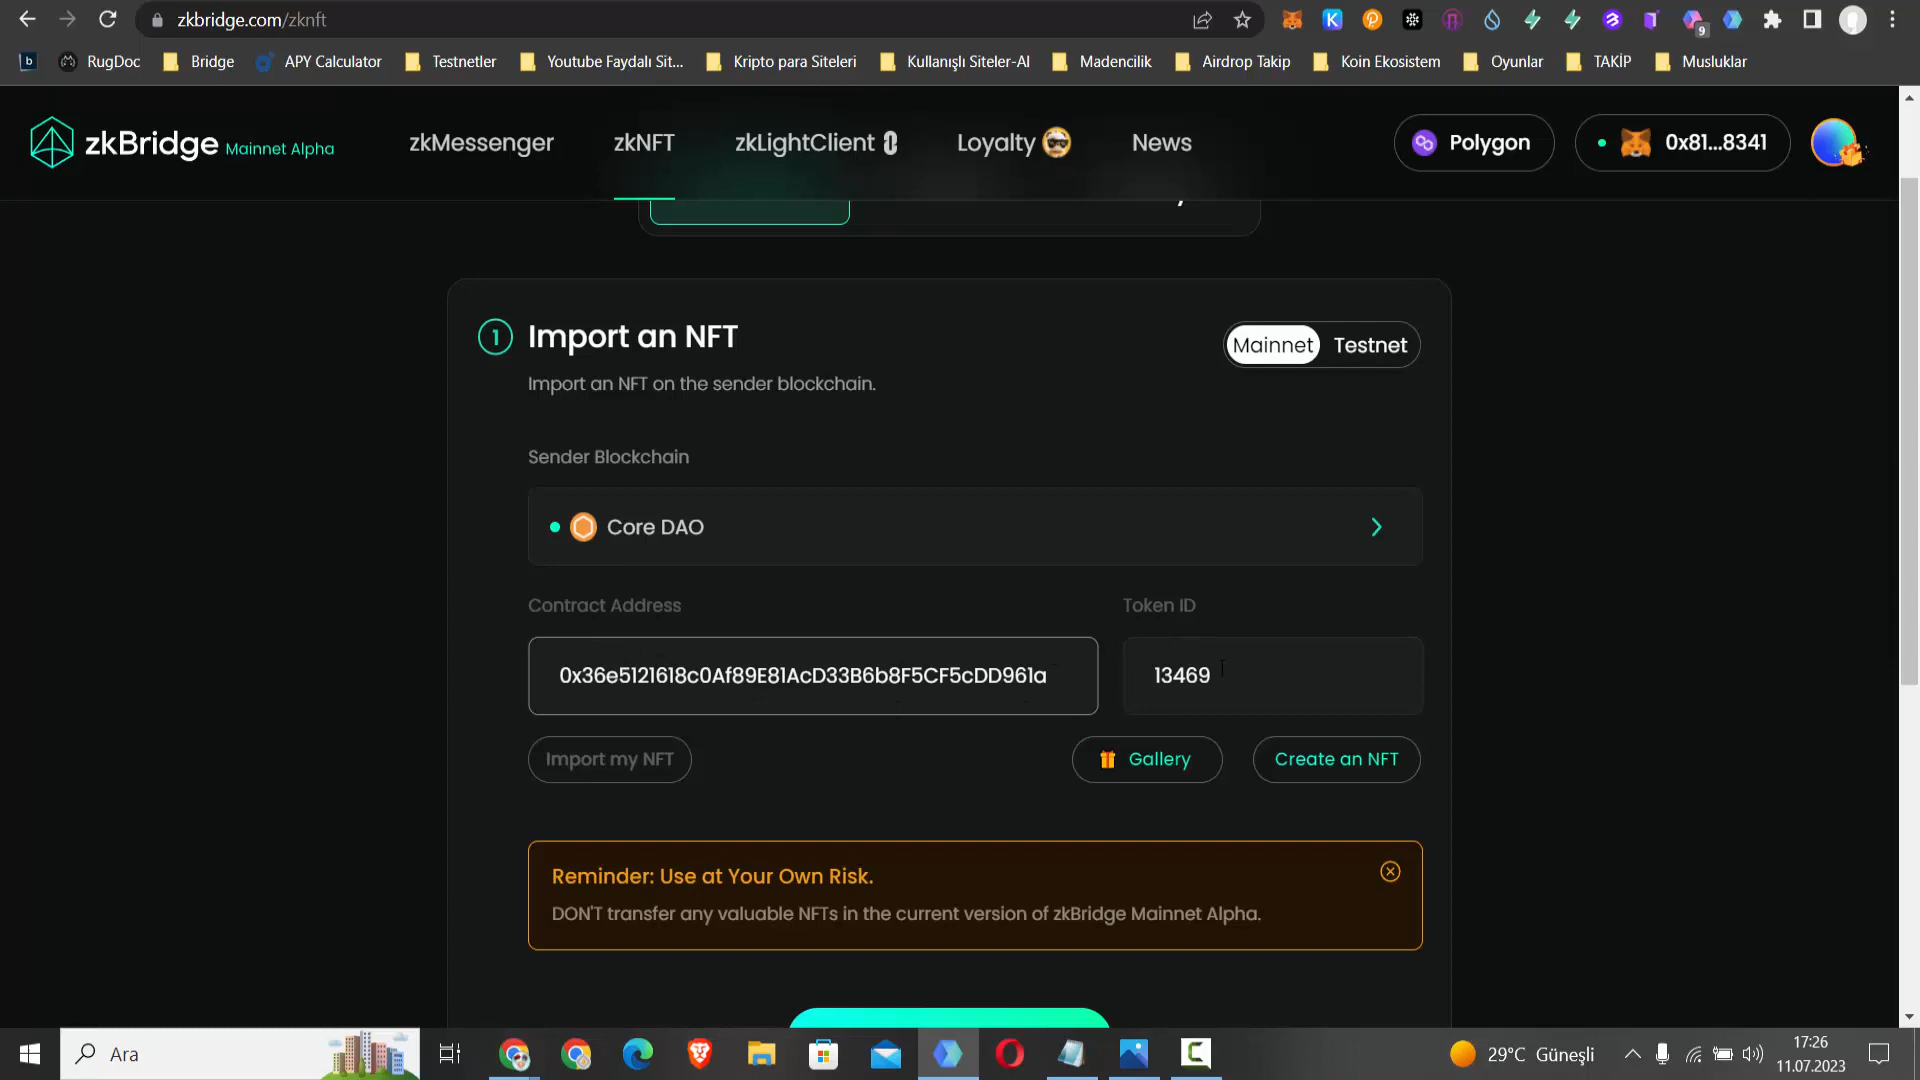 zkbridge.com/zknft
9
b
RugDoc
Bridge
APY Calculator
Testnetler
Youtube Faydalı Sit...
Kripto para Siteleri
Kullanışlı Siteler-AI
Madencilik
Airdrop Takip
Koin Ekosistem
Oyunlar
TAKİP
Musluklar
zkBridge Mainnet Alpha
zkMessenger
zkNFT
zkLightClient
Loyalty
News
Polygon
0x81...8341
1 Import an NFT
Mainnet Testnet
Import an NFT on the sender blockchain.
Sender Blockchain
Core DAO
Contract Address
Token ID
0x36e5121618c0Af89E81AcD33B6b8F5CF5cDD961a
13469
Import my NFT
Gallery
Create an NFT
Reminder: Use at Your Own Risk.
DON'T transfer any valuable NFTs in the current version of zkBridge Mainnet Alpha.
Ara
29°C Güneşli
17:26
11.07.2023